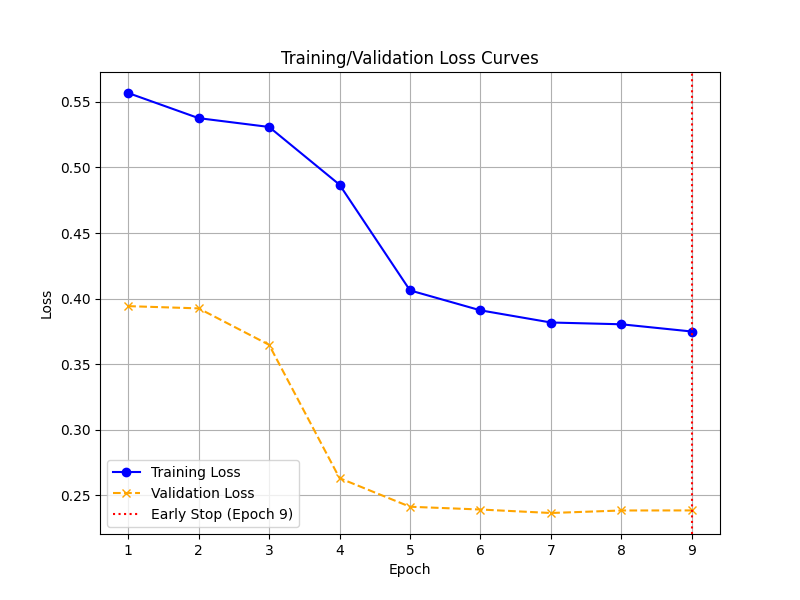 Training/Validation Loss Curves
Loss
0.55
0.50
0.45
0.40
0.35
0.30
0.25
Training Loss
Validation Loss
Early Stop (Epoch 9)
1 2 3 4 5 6 7 8 9
Epoch